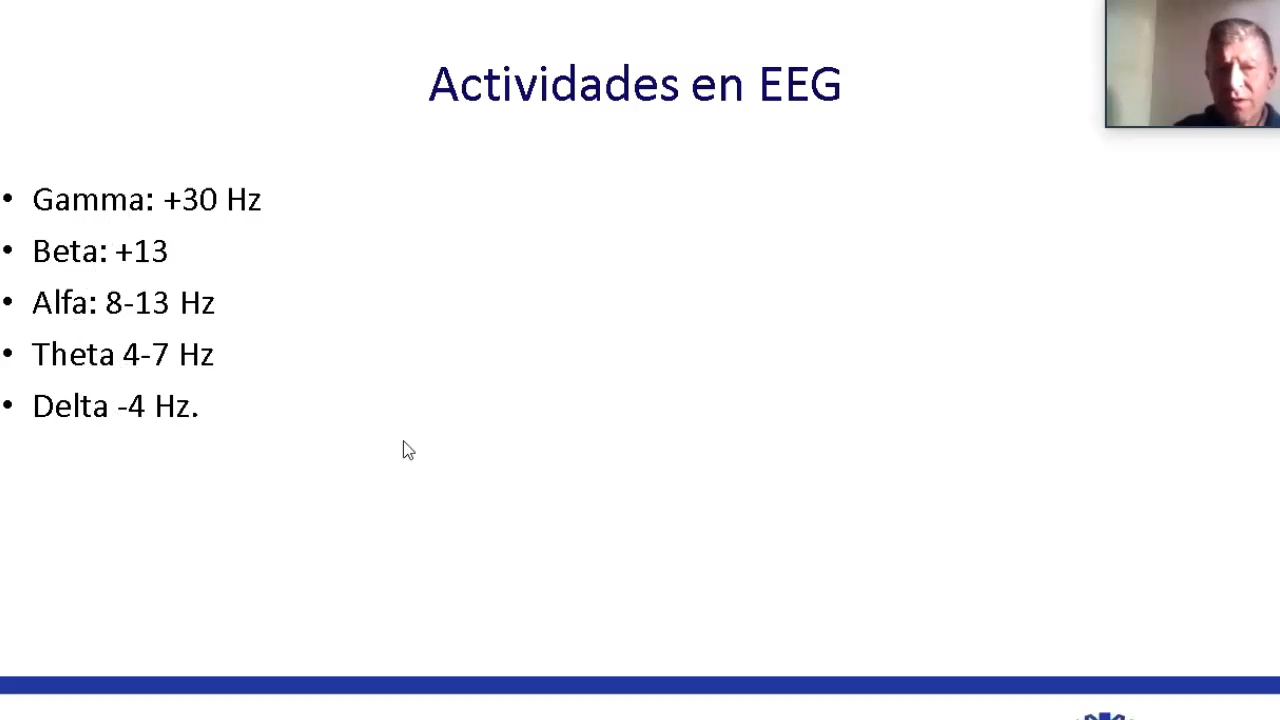 Actividades en EEG
• Gamma: +30 Hz
• Beta: +13
• Alfa: 8-13 Hz
• Theta 4-7 Hz
• Delta -4 Hz.